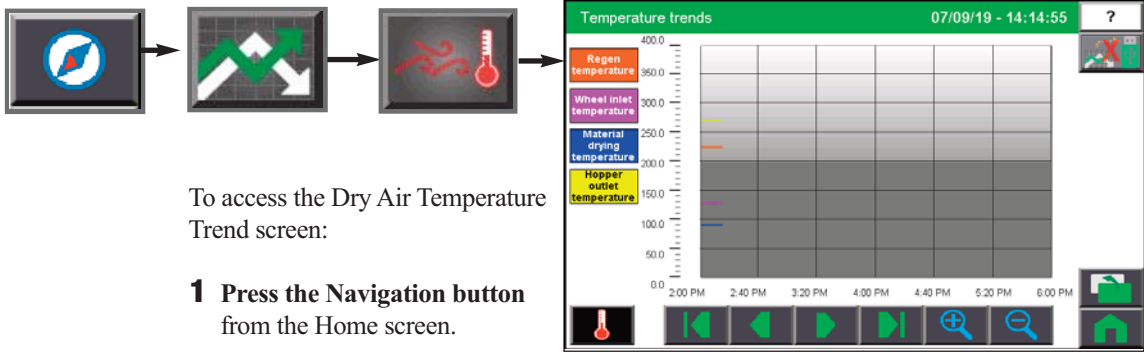 Temperature trends 07/09/19 - 14:14:55 ?
400.0
Regen
temperature
350.0
Wheel inlet
temperature
300.0
Material
drying
temperature
250.0
200.0
Hopper
outlet
temperature
150.0
100.0
50.0
0.0
2:00 PM 2:40 PM 3:20 PM 4:00 PM 4:40 PM 5:20 PM 6:00 PM
To access the Dry Air Temperature
Trend screen:
1 Press the Navigation button
from the Home screen.